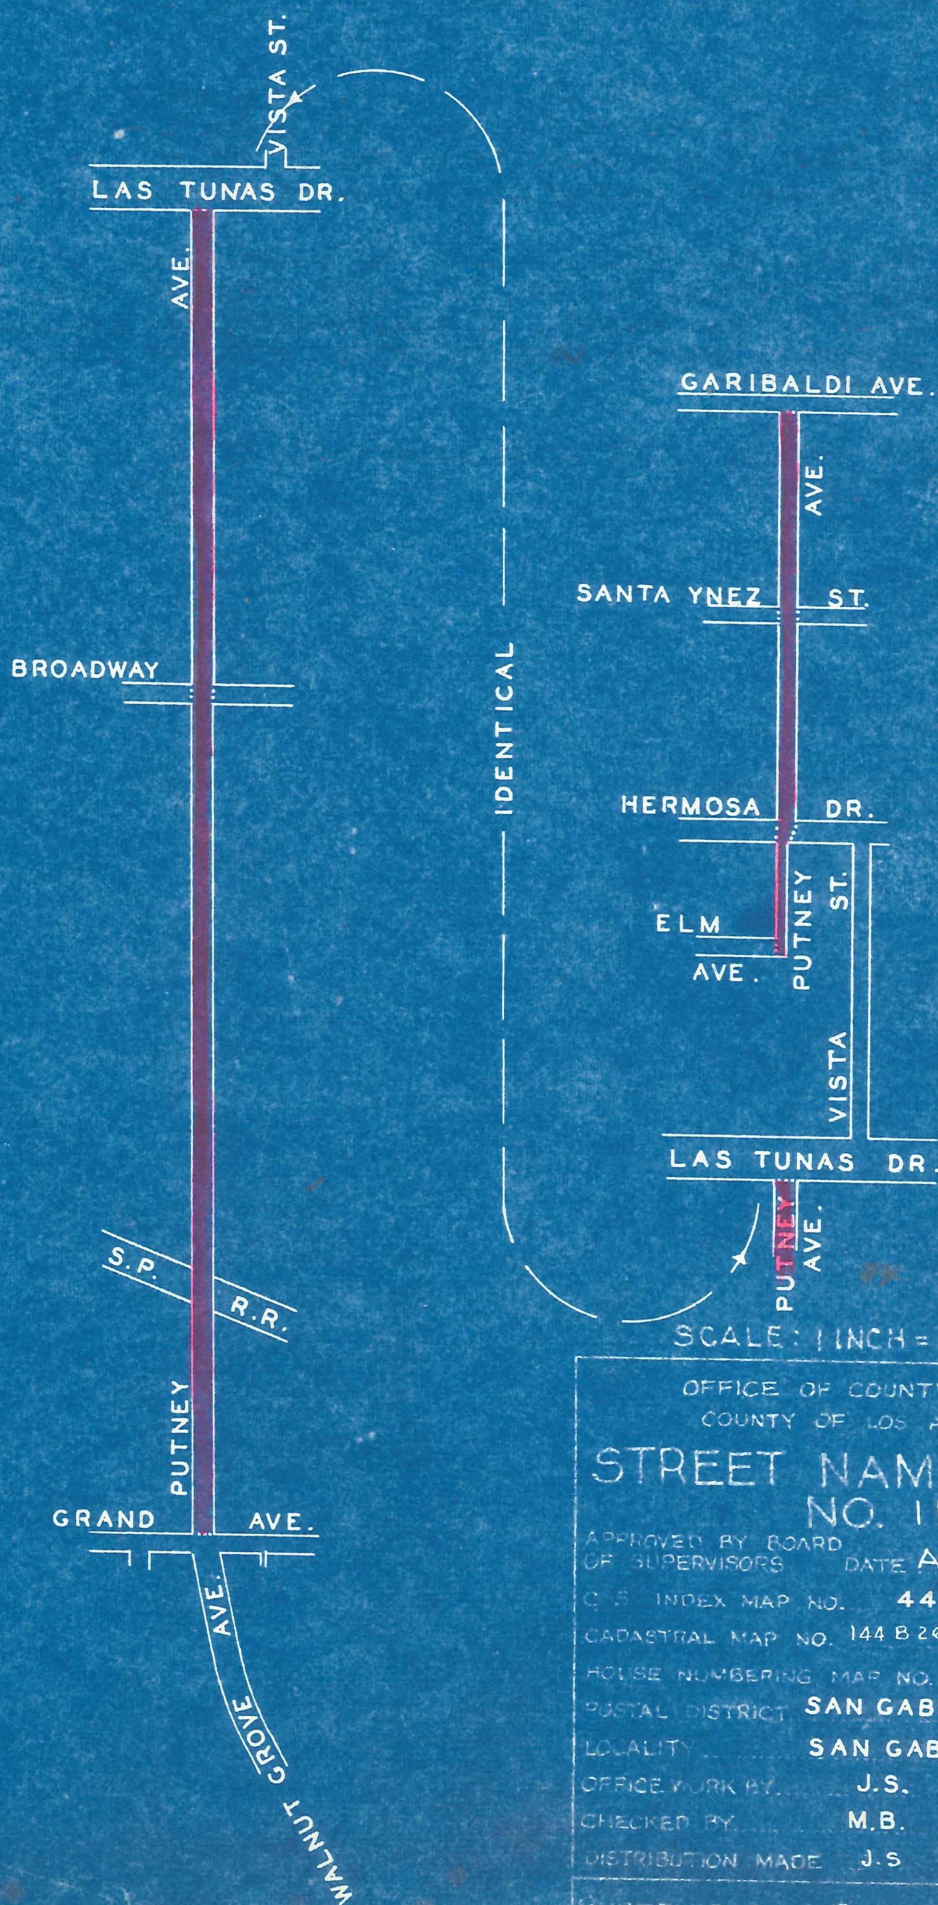 VISTA ST.
LAS TUNAS DR.
AVE.
BROADWAY
S.P. R.R.
PUTNEY
GRAND AVE.
AVE.
WALNUT GROVE
IDENTICAL
GARIBALDI AVE.
AVE.
SANTA YNEZ ST.
HERMOSA DR.
PUTNEY
ELM
AVE.
VISTA ST.
LAS TUNAS DR.
PUTNEY
AVE.
SCALE: 1 INCH =
OFFICE OF COUNT
COUNTY OF LOS A
STREET NAM
NO. 1
APPROVED BY BOARD
OF SUPERVISORS DATE A
C.S. INDEX MAP NO. 44
CADASTRAL MAP NO. 144 B 2
HOUSE NUMBERING MAP NO.
POSTAL DISTRICT SAN GAB
LOCALITY SAN GAB
OFFICE WORK BY J.S.
CHECKED BY M.B.
DISTRIBUTION MADE J.S